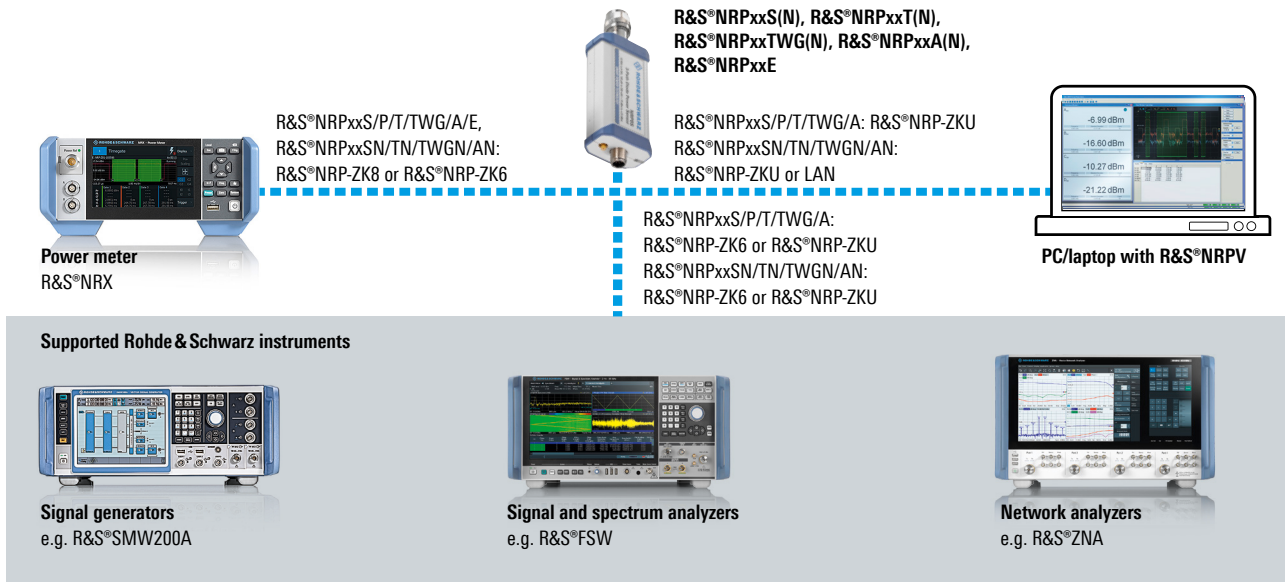 R&S®NRPxxS(N), R&S®NRPxxT(N),
R&S®NRPxxTWG(N), R&S®NRPxxA(N),
R&S®NRPxxE
R&S®NRPxxS/P/T/TWG/A/E,
R&S®NRPxxSN/TN/TWGN/AN:
R&S®NRP-ZK8 or R&S®NRP-ZK6
R&S®NRPxxS/P/T/TWG/A: R&S®NRP-ZKU
R&S®NRPxxSN/TN/TWGN/AN:
R&S®NRP-ZKU or LAN
ROHDE & SCHWARZ
Timegate
-6.99 dBm
-16.60 dBm
-10.27 dBm
-21.22 dBm
Power meter
R&S®NRX
R&S®NRPxxS/P/T/TWG/A:
R&S®NRP-ZK6 or R&S®NRP-ZKU
R&S®NRPxxSN/TN/TWGN/AN:
R&S®NRP-ZK6 or R&S®NRP-ZKU
PC/laptop with R&S®NRPV
Supported Rohde & Schwarz instruments
Signal generators
e.g. R&S®SMW200A
Signal and spectrum analyzers
e.g. R&S®FSW
Network analyzers
e.g. R&S®ZNA